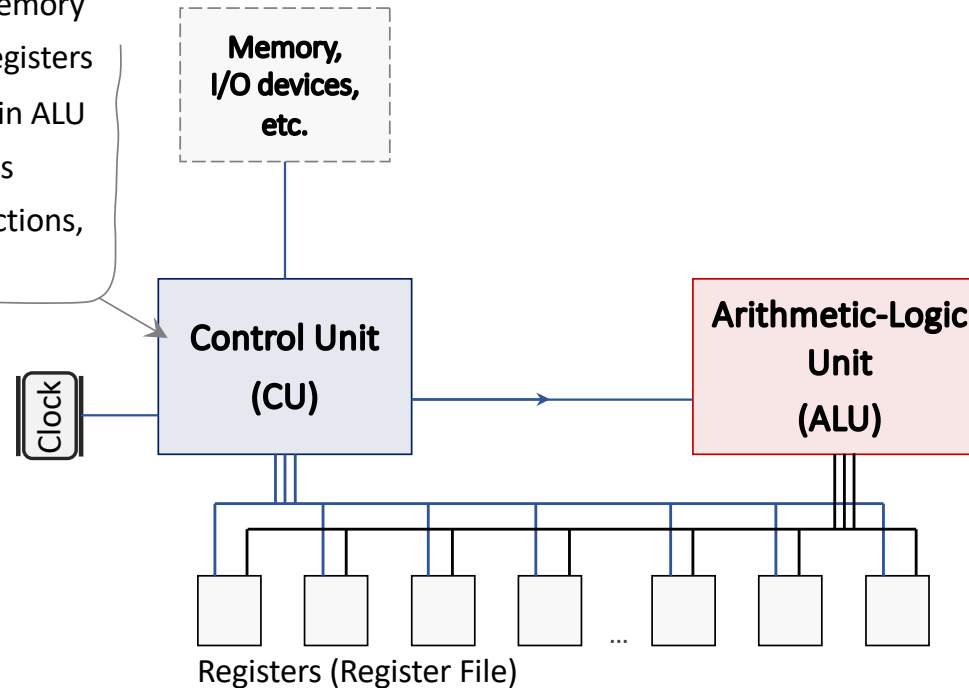 emory
egisters
in ALU
s
ctions,
Memory,
I/O devices,
etc.
Control Unit
(CU)
Arithmetic-Logic
Unit
(ALU)
Clock
...
Registers (Register File)